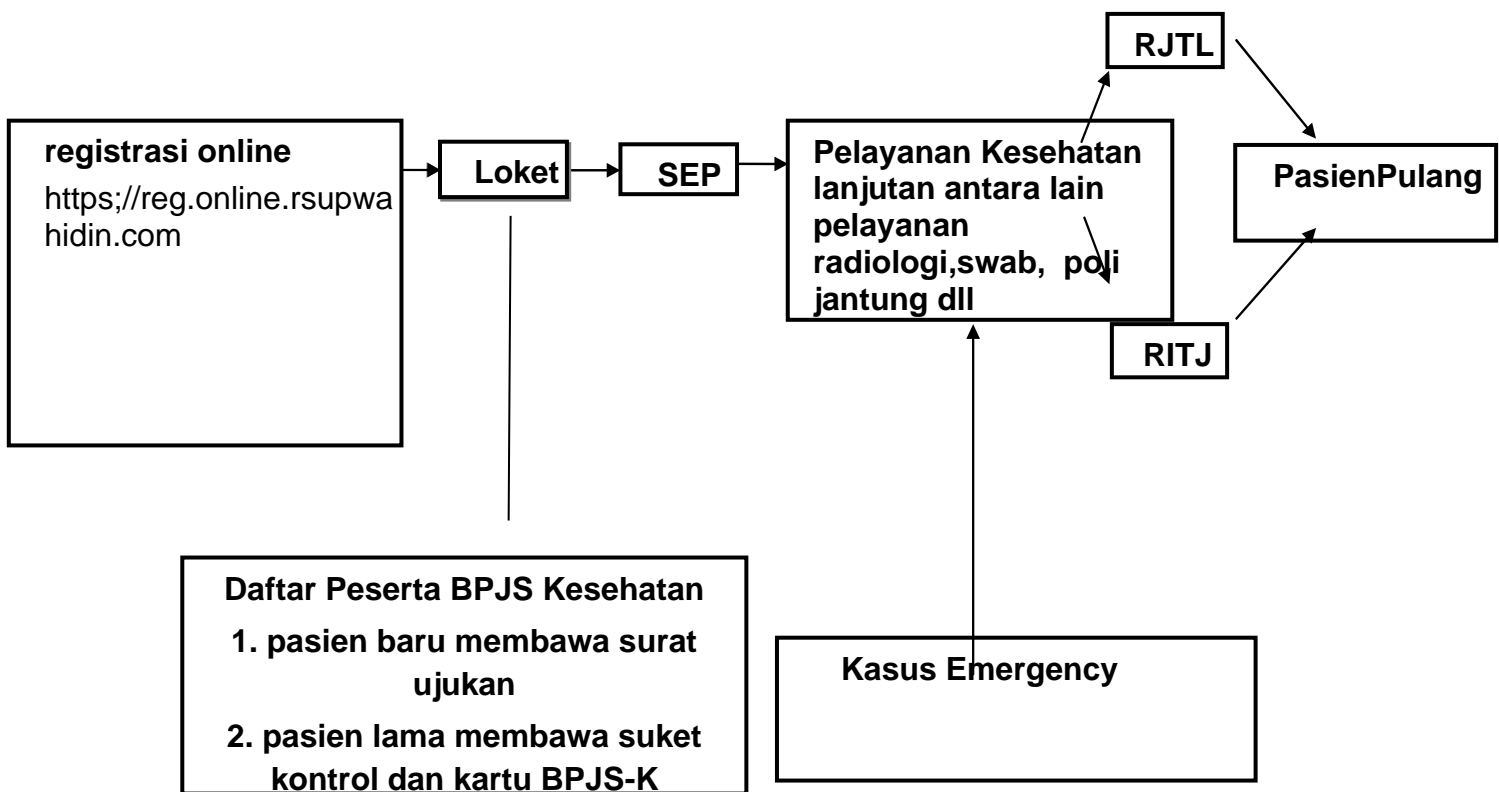 RJTL
registrasi online
https;//reg.online.rsupwa
hidin.com
Loket
SEP
Pelayanan Kesehatan
lanjutan antara lain
pelayanan
radiologi,swab, poli
jantung dll
PasienPulang
RITJ
Daftar Peserta BPJS Kesehatan
1. pasien baru membawa surat
ujukan
2. pasien lama membawa suket
kontrol dan kartu BPJS-K
Kasus Emergency